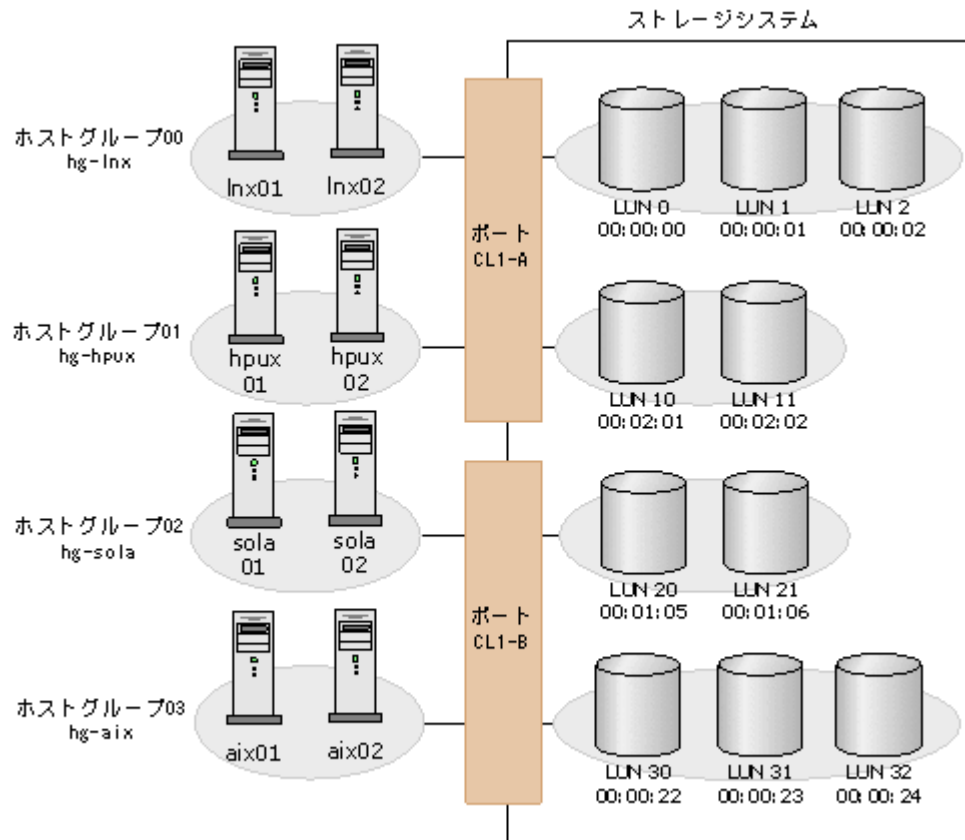 ストレージシステム
ホストグループ00
hg-lnx
lnx01
lnx02
LUN 0
00:00:00
LUN 1
00:00:01
LUN 2
00:00:02
ポート
CL1-A
ホストグループ01
hg-hpux
hpux
01
hpux
02
LUN 10
00:02:01
LUN 11
00:02:02
ホストグループ02
hg-sola
sola
01
sola
02
LUN 20
00:01:05
LUN 21
00:01:06
ポート
CL1-B
ホストグループ03
hg-aix
aix01
aix02
LUN 30
00:00:22
LUN 31
00:00:23
LUN 32
00:00:24